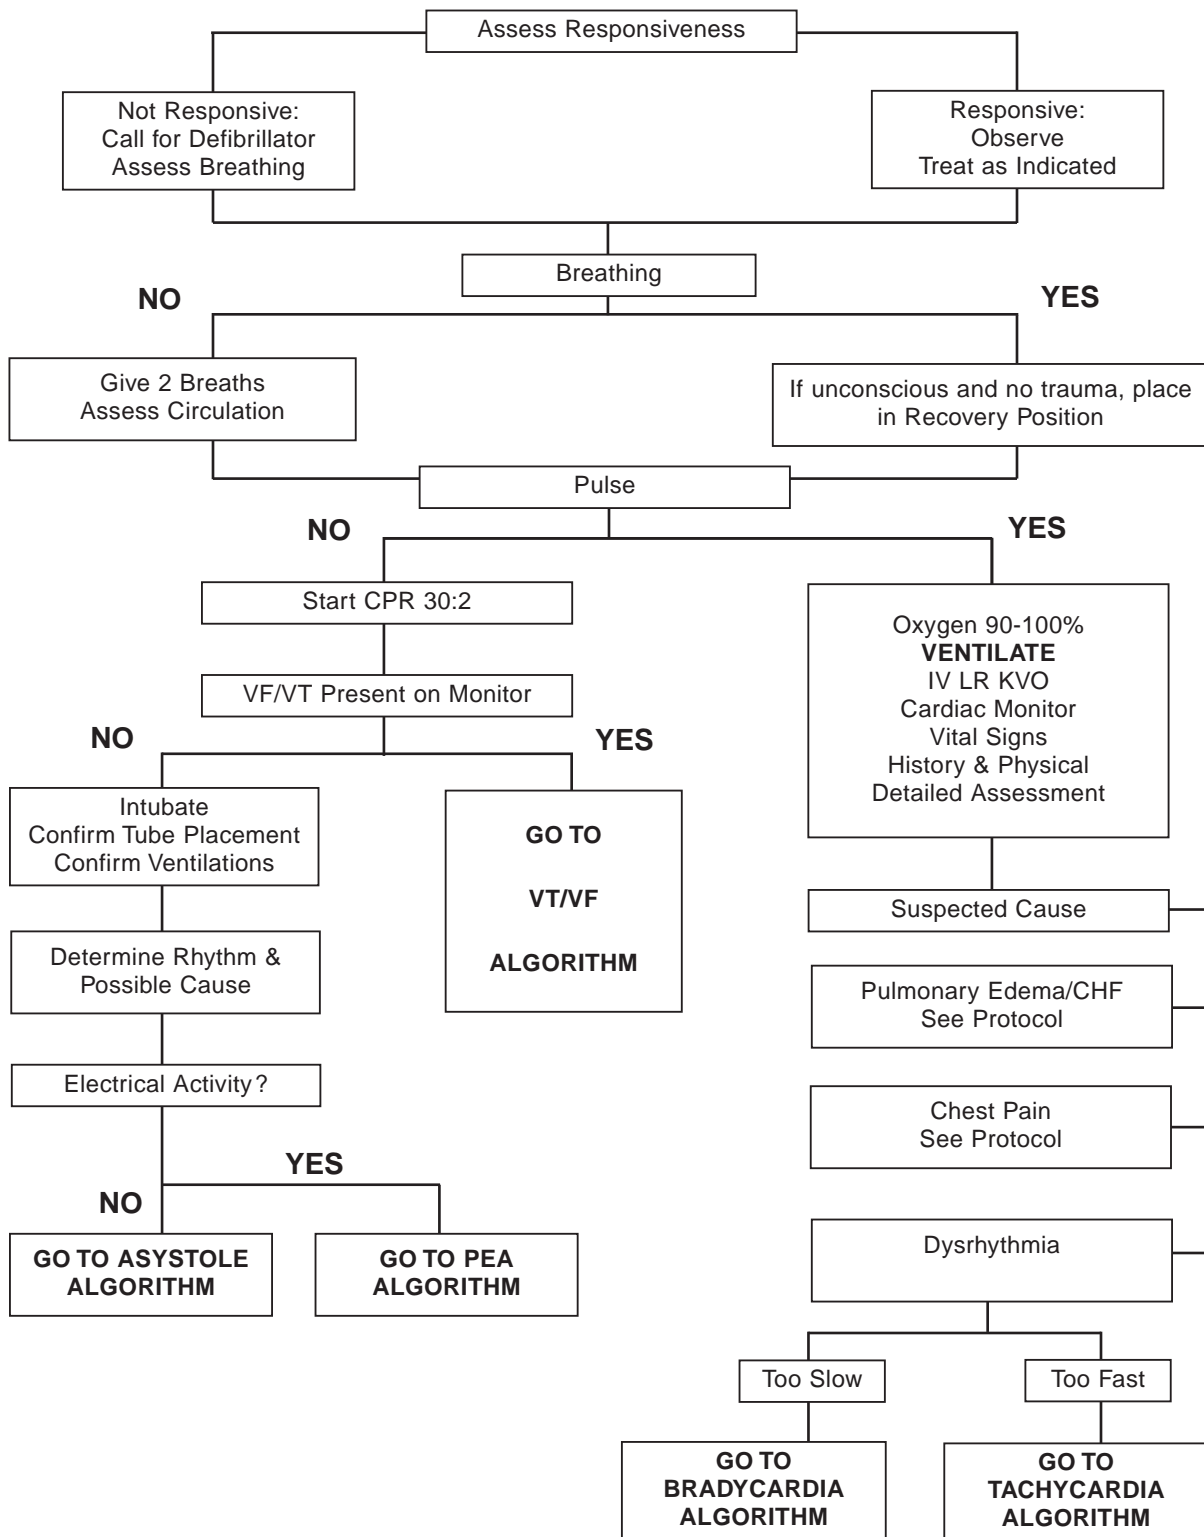 Assess Responsiveness
Not Responsive:
Call for Defibrillator
Assess Breathing
Responsive:
Observe
Treat as Indicated
Breathing
NO
YES
Give 2 Breaths
Assess Circulation
If unconscious and no trauma, place
in Recovery Position
Pulse
NO
YES
Start CPR 30:2
Oxygen 90-100%
VENTILATE
IV LR KVO
Cardiac Monitor
Vital Signs
History & Physical
Detailed Assessment
VF/VT Present on Monitor
NO
YES
Intubate
Confirm Tube Placement
Confirm Ventilations
GO TO
VT/VF
ALGORITHM
Suspected Cause
Determine Rhythm &
Possible Cause
Pulmonary Edema/CHF
See Protocol
Electrical Activity?
Chest Pain
See Protocol
YES
NO
GO TO ASYSTOLE
ALGORITHM
GO TO PEA
ALGORITHM
Dysrhythmia
Too Slow
Too Fast
GO TO
BRADYCARDIA
ALGORITHM
GO TO
TACHYCARDIA
ALGORITHM